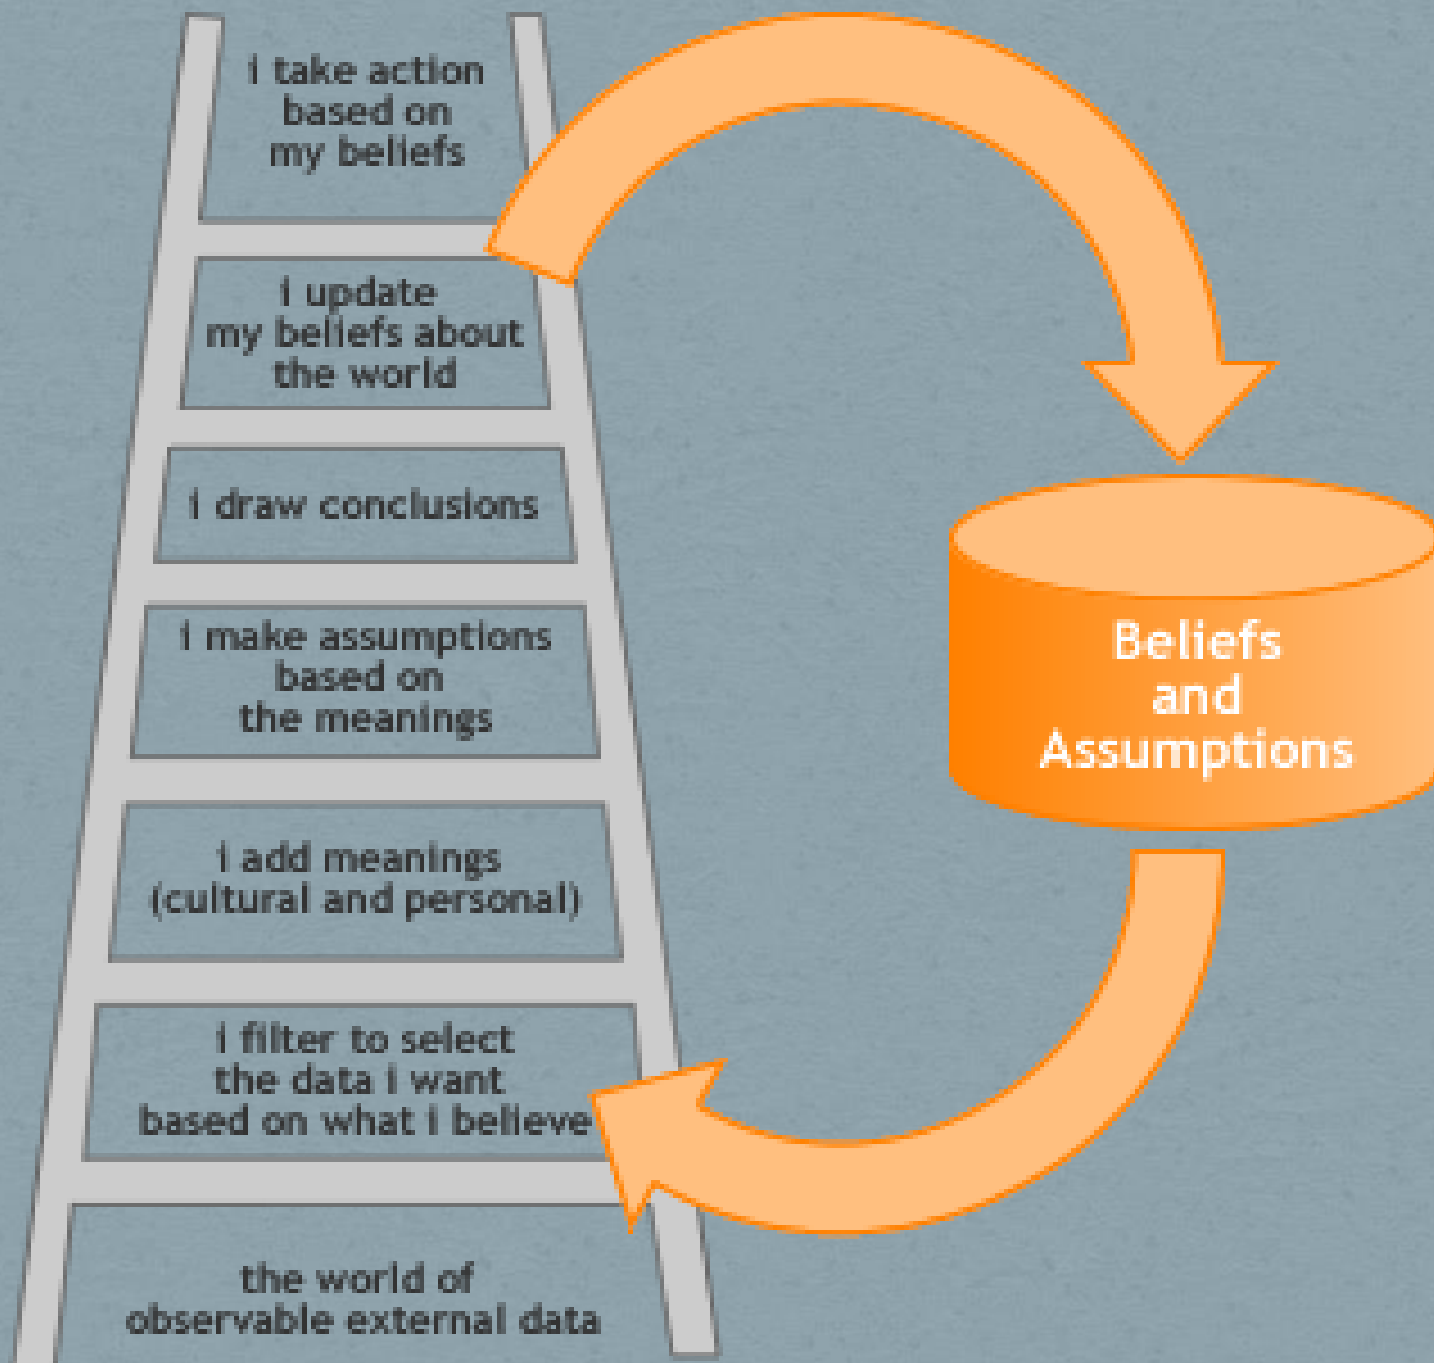 i take action
based on
my beliefs
i update
my beliefs about
the world
i draw conclusions
i make assumptions
based on
the meanings
i add meanings
(cultural and personal)
i filter to select
the data i want
based on what i believe
the world of
observable external data
Beliefs
and
Assumptions